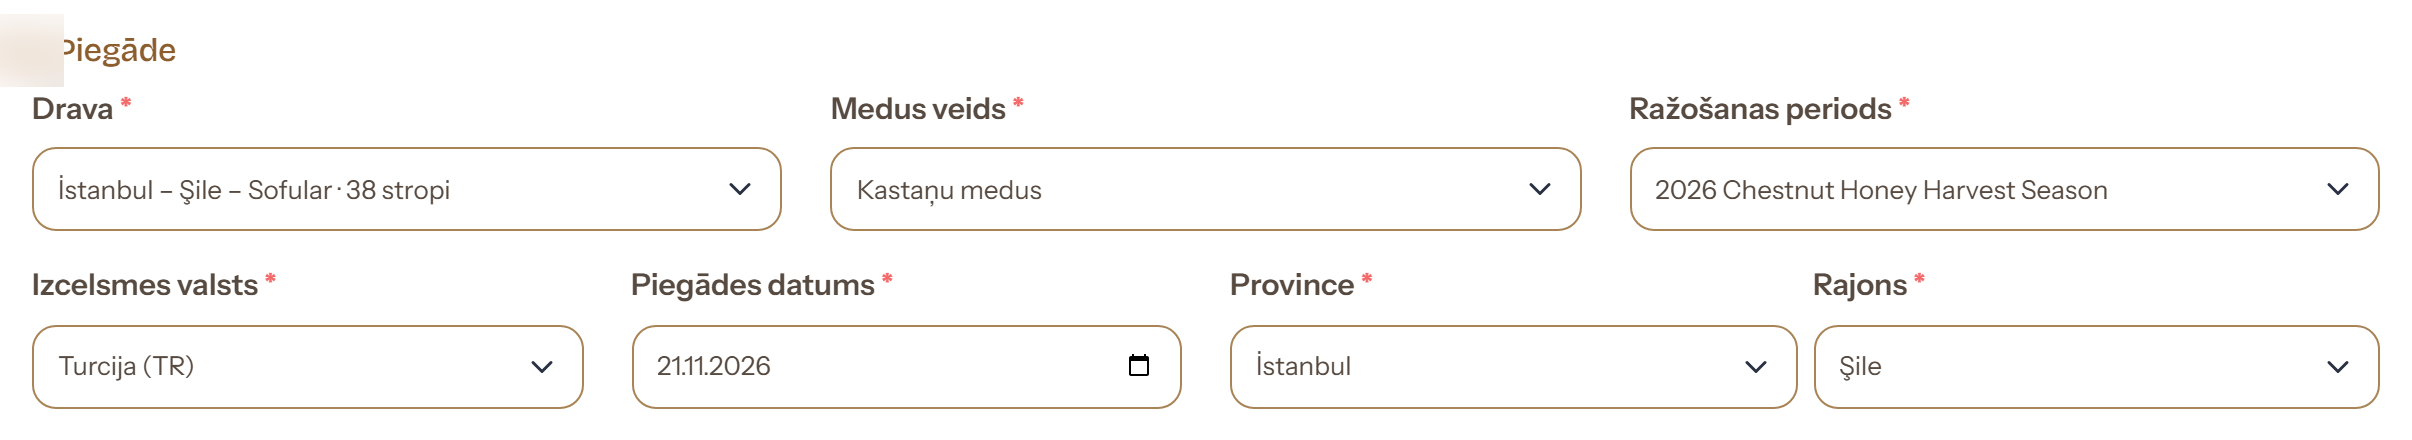 Piegāde
Drava *
Medus veids *
Ražošanas periods *
İstanbul – Şile – Sofular · 38 stropi
Kastaņu medus
2026 Chestnut Honey Harvest Season
Izcelsmes valsts *
Piegādes datums *
Province *
Rajons *
Turcija (TR)
21.11.2026
İstanbul
Şile